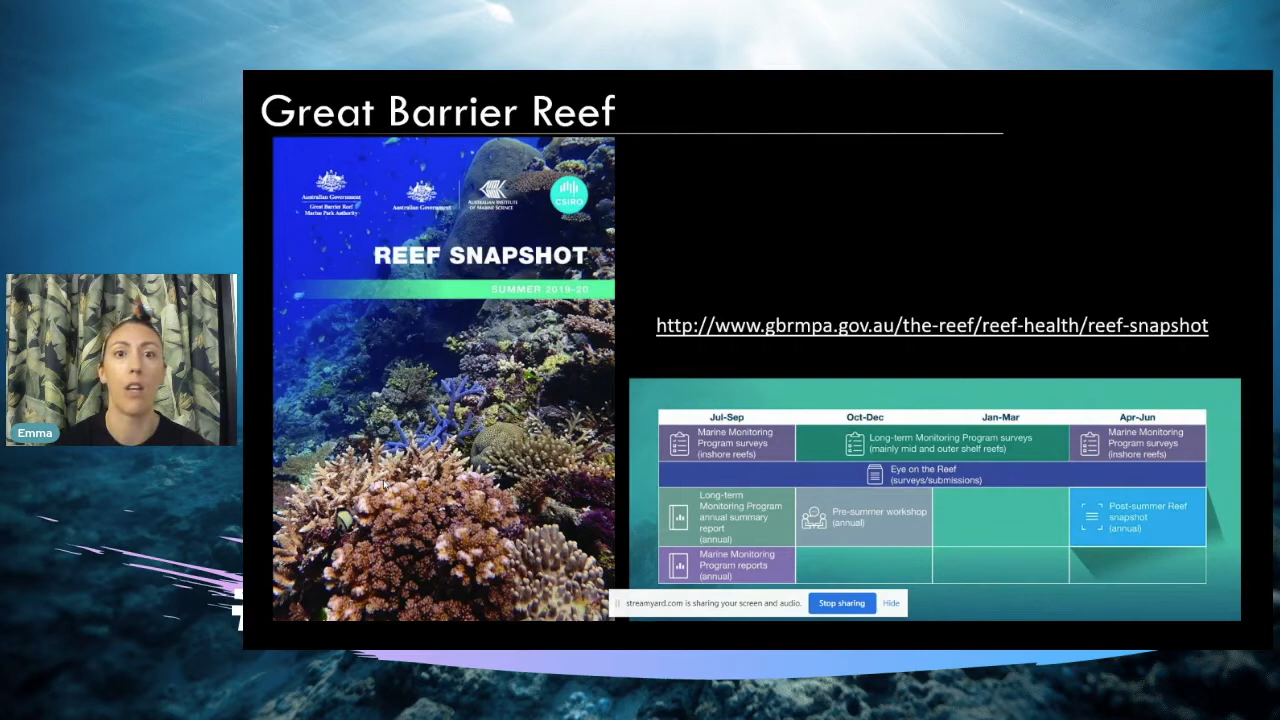 Great Barrier Reef
Australian Government
Great Barrier Reef
Marine Park Authority
Australian Government
AUSTRALIAN INSTITUTE
OF MARINE SCIENCE
CSIRO
REEF SNAPSHOT
SUMMER 2019-20
http://www.gbrmpa.gov.au/the-reef/reef-health/reef-snapshot
Emma
Jul-Sep
Oct-Dec
Jan-Mar
Apr-Jun
Marine Monitoring
Program surveys
(inshore reefs)
Long-term Monitoring Program surveys
(mainly mid and outer shelf reefs)
Marine Monitoring
Program surveys
(inshore reefs)
Eye on the Reef
(surveys/submissions)
Long-term
Monitoring Program
annual summary
report
(annual)
Pre-summer workshop
(annual)
Post-summer Reef
snapshot
(annual)
Marine Monitoring
Program reports
(annual)
streamyard.com is sharing your screen and audio.
Stop sharing
Hide